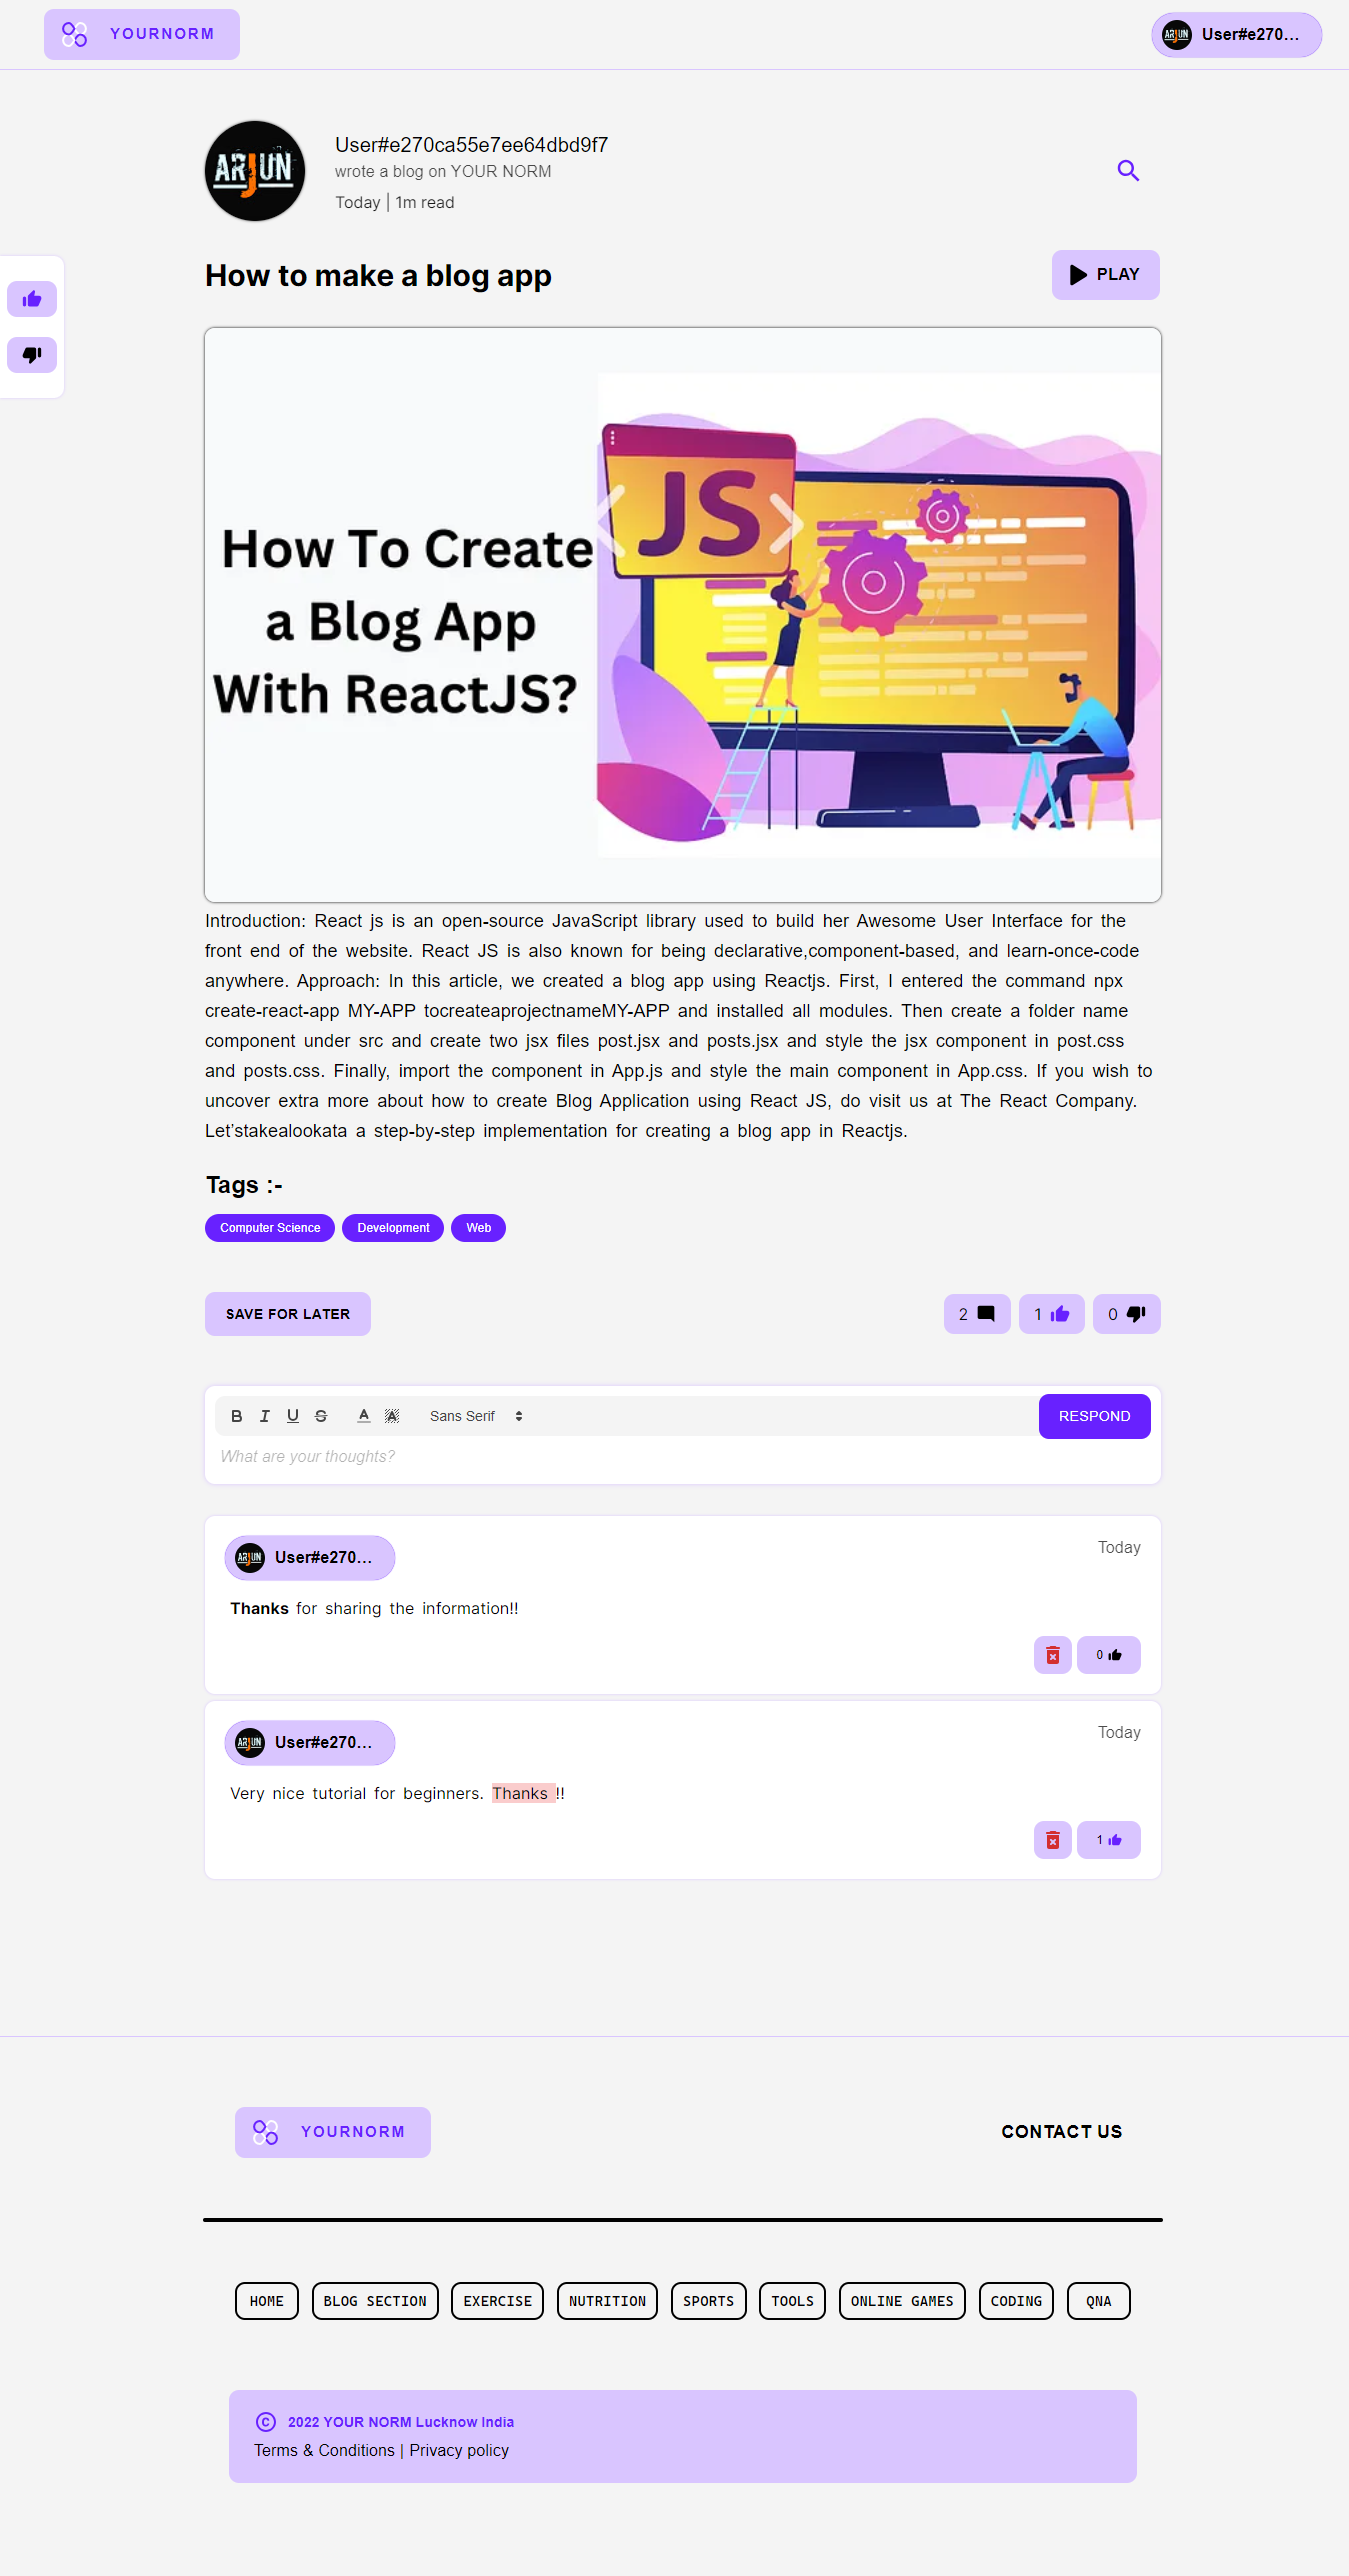 YOURNORM
ARJUN
User#e270...
ARJUN
User#e270ca55e7ee64dbd9f7
wrote a blog on YOUR NORM
Today | 1m read
How to make a blog app
PLAY
JS
How To Create
a Blog App
With ReactJS?
Introduction: React js is an open-source JavaScript library used to build her Awesome User Interface for the
front end of the website. React JS is also known for being declarative,component-based, and learn-once-code
anywhere. Approach: In this article, we created a blog app using Reactjs. First, I entered the command npx
create-react-app MY-APP tocreateaprojectnameMY-APP and installed all modules. Then create a folder name
component under src and create two jsx files post.jsx and posts.jsx and style the jsx component in post.css
and posts.css. Finally, import the component in App.js and style the main component in App.css. If you wish to
uncover extra more about how to create Blog Application using React JS, do visit us at The React Company.
Let’stakealookata a step-by-step implementation for creating a blog app in Reactjs.
Tags :-
Computer Science Development Web
SAVE FOR LATER
2 1 0
B I U S A A Sans Serif
RESPOND
What are your thoughts?
ARJUN
User#e270...
Today
Thanks for sharing the information!!
0
ARJUN
User#e270...
Today
Very nice tutorial for beginners. Thanks !!
1
YOURNORM
CONTACT US
HOME BLOG SECTION EXERCISE NUTRITION SPORTS TOOLS ONLINE GAMES CODING QNA
© 2022 YOUR NORM Lucknow India
Terms & Conditions | Privacy policy